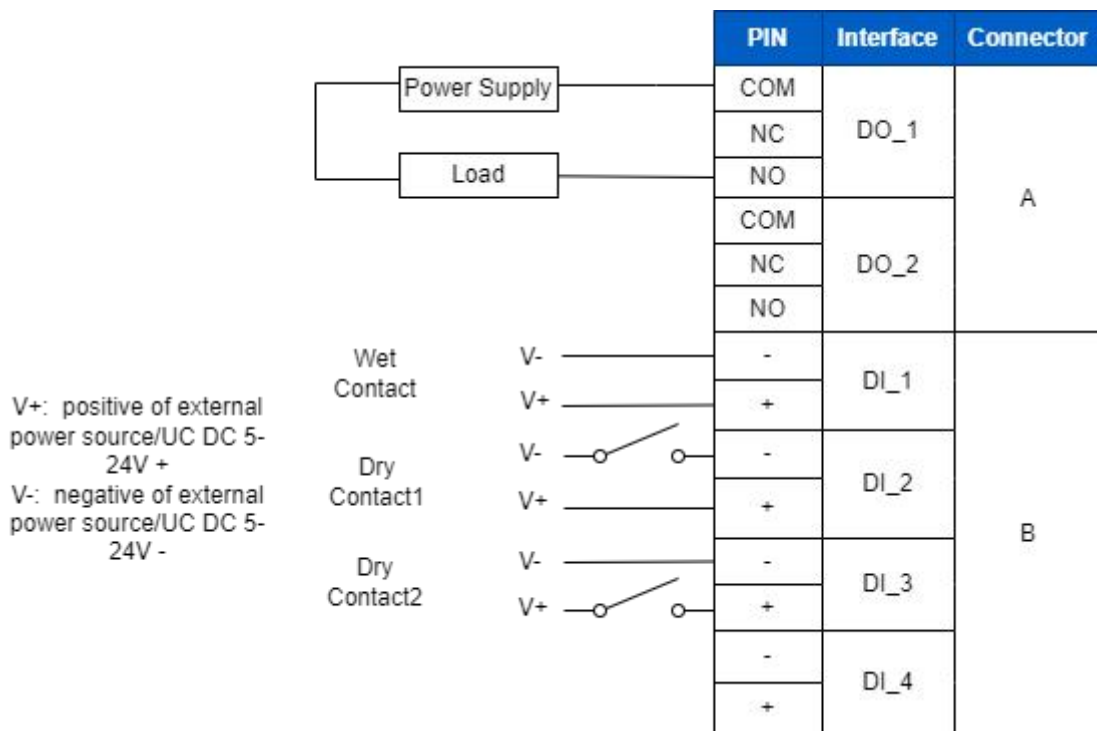 PIN Interface Connector
Power Supply
COM
NC
DO_1
Load
NO
A
COM
NC
DO_2
NO
Wet
Contact
V-
-
DI_1
V+
+
V+:  positive of external
power source/UC DC 5-
24V +
V-:  negative of external
power source/UC DC 5-
24V -
Dry
Contact1
V-
-
DI_2
V+
+
B
Dry
Contact2
V-
-
DI_3
V+
+
-
DI_4
+